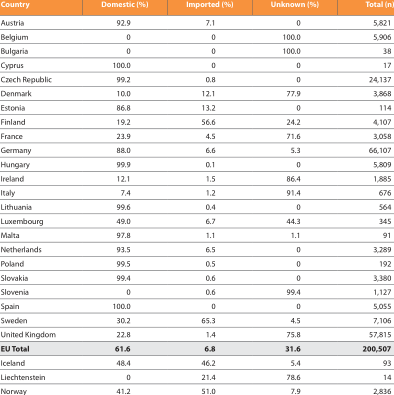 Country Domestic (%) Imported (%) Unknown (%) Total (n)
Austria 92.9 7.1 0 5,821
Belgium 0 0 100.0 5,906
Bulgaria 0 0 100.0 38
Cyprus 100.0 0 0 17
Czech Republic 99.2 0.8 0 24,137
Denmark 10.0 12.1 77.9 3,868
Estonia 86.8 13.2 0 114
Finland 19.2 56.6 24.2 4,107
France 23.9 4.5 71.6 3,058
Germany 88.0 6.6 5.3 66,107
Hungary 99.9 0.1 0 5,809
Ireland 12.1 1.5 86.4 1,885
Italy 7.4 1.2 91.4 676
Lithuania 99.6 0.4 0 564
Luxembourg 49.0 6.7 44.3 345
Malta 97.8 1.1 1.1 91
Netherlands 93.5 6.5 0 3,289
Poland 99.5 0.5 0 192
Slovakia 99.4 0.6 0 3,380
Slovenia 0 0.6 99.4 1,127
Spain 100.0 0 0 5,055
Sweden 30.2 65.3 4.5 7,106
United Kingdom 22.8 1.4 75.8 57,815
EU Total 61.6 6.8 31.6 200,507
Iceland 48.4 46.2 5.4 93
Liechtenstein 0 21.4 78.6 14
Norway 41.2 51.0 7.9 2,836